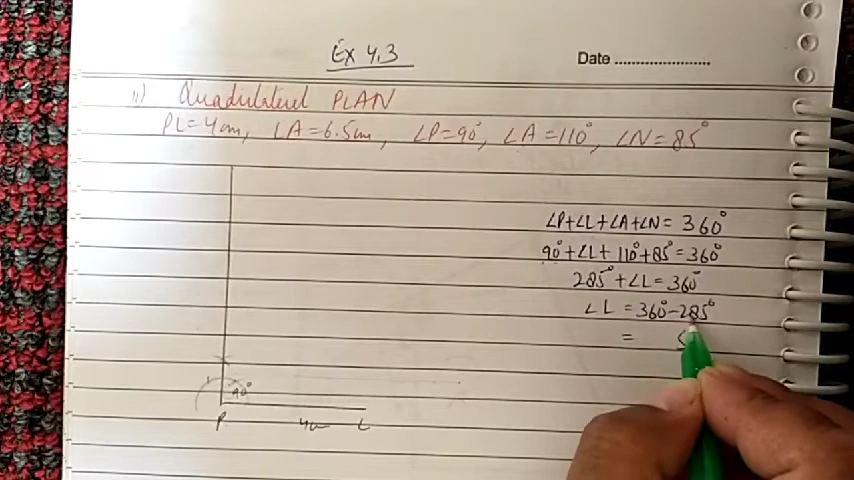 Ex 4.3
Date ........................
ii) Quadrilateral PLAN
PL=4cm, LA=6.5cm, ∠P=90°, ∠A=110°, ∠N=85°
∠P+∠L+∠A+∠N=360°
90°+∠L+110°+85°=360°
285°+∠L=360°
∠L=360°-285°
=
90°
P 4cm L